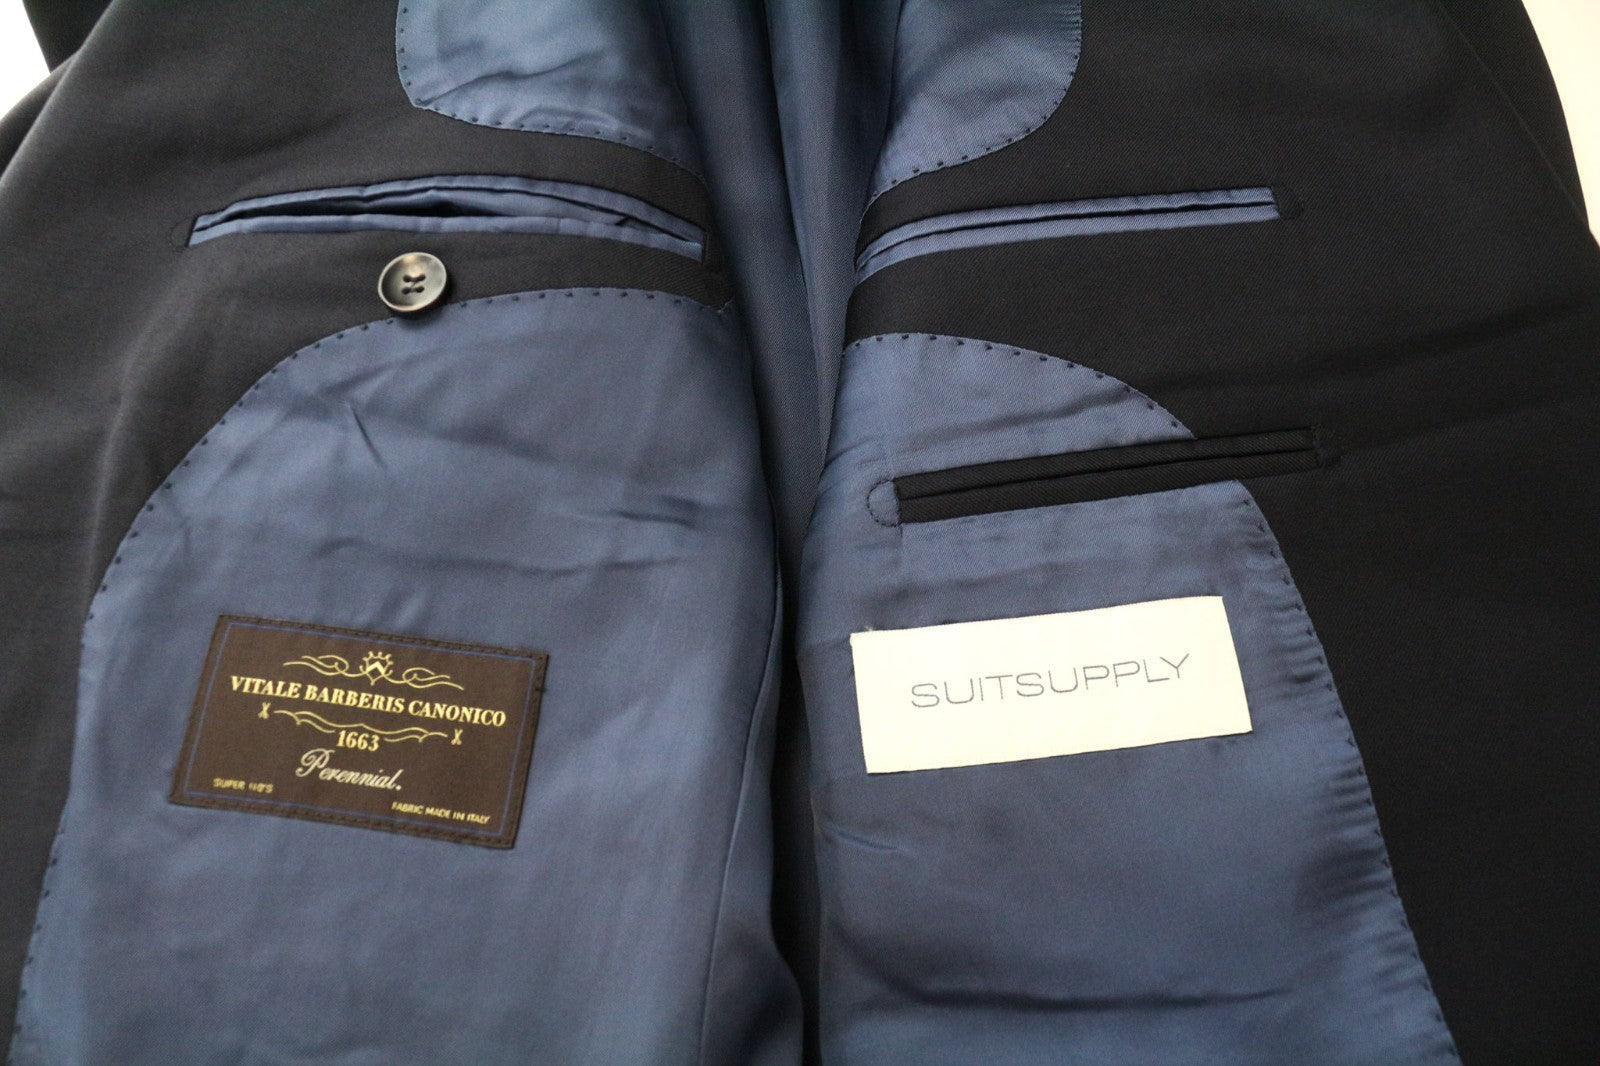 VITALE BARBERIS CANONICO
1663
Perennial.
SUPER 110'S
FABRIC MADE IN ITALY
SUITSUPPLY